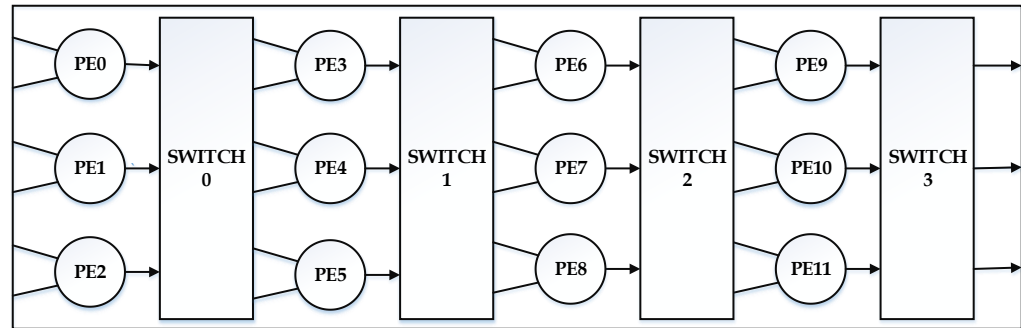 PE0
PE3
PE6
PE9
PE1
SWITCH
0
PE4
SWITCH
1
PE7
SWITCH
2
PE10
SWITCH
3
PE2
PE5
PE8
PE11